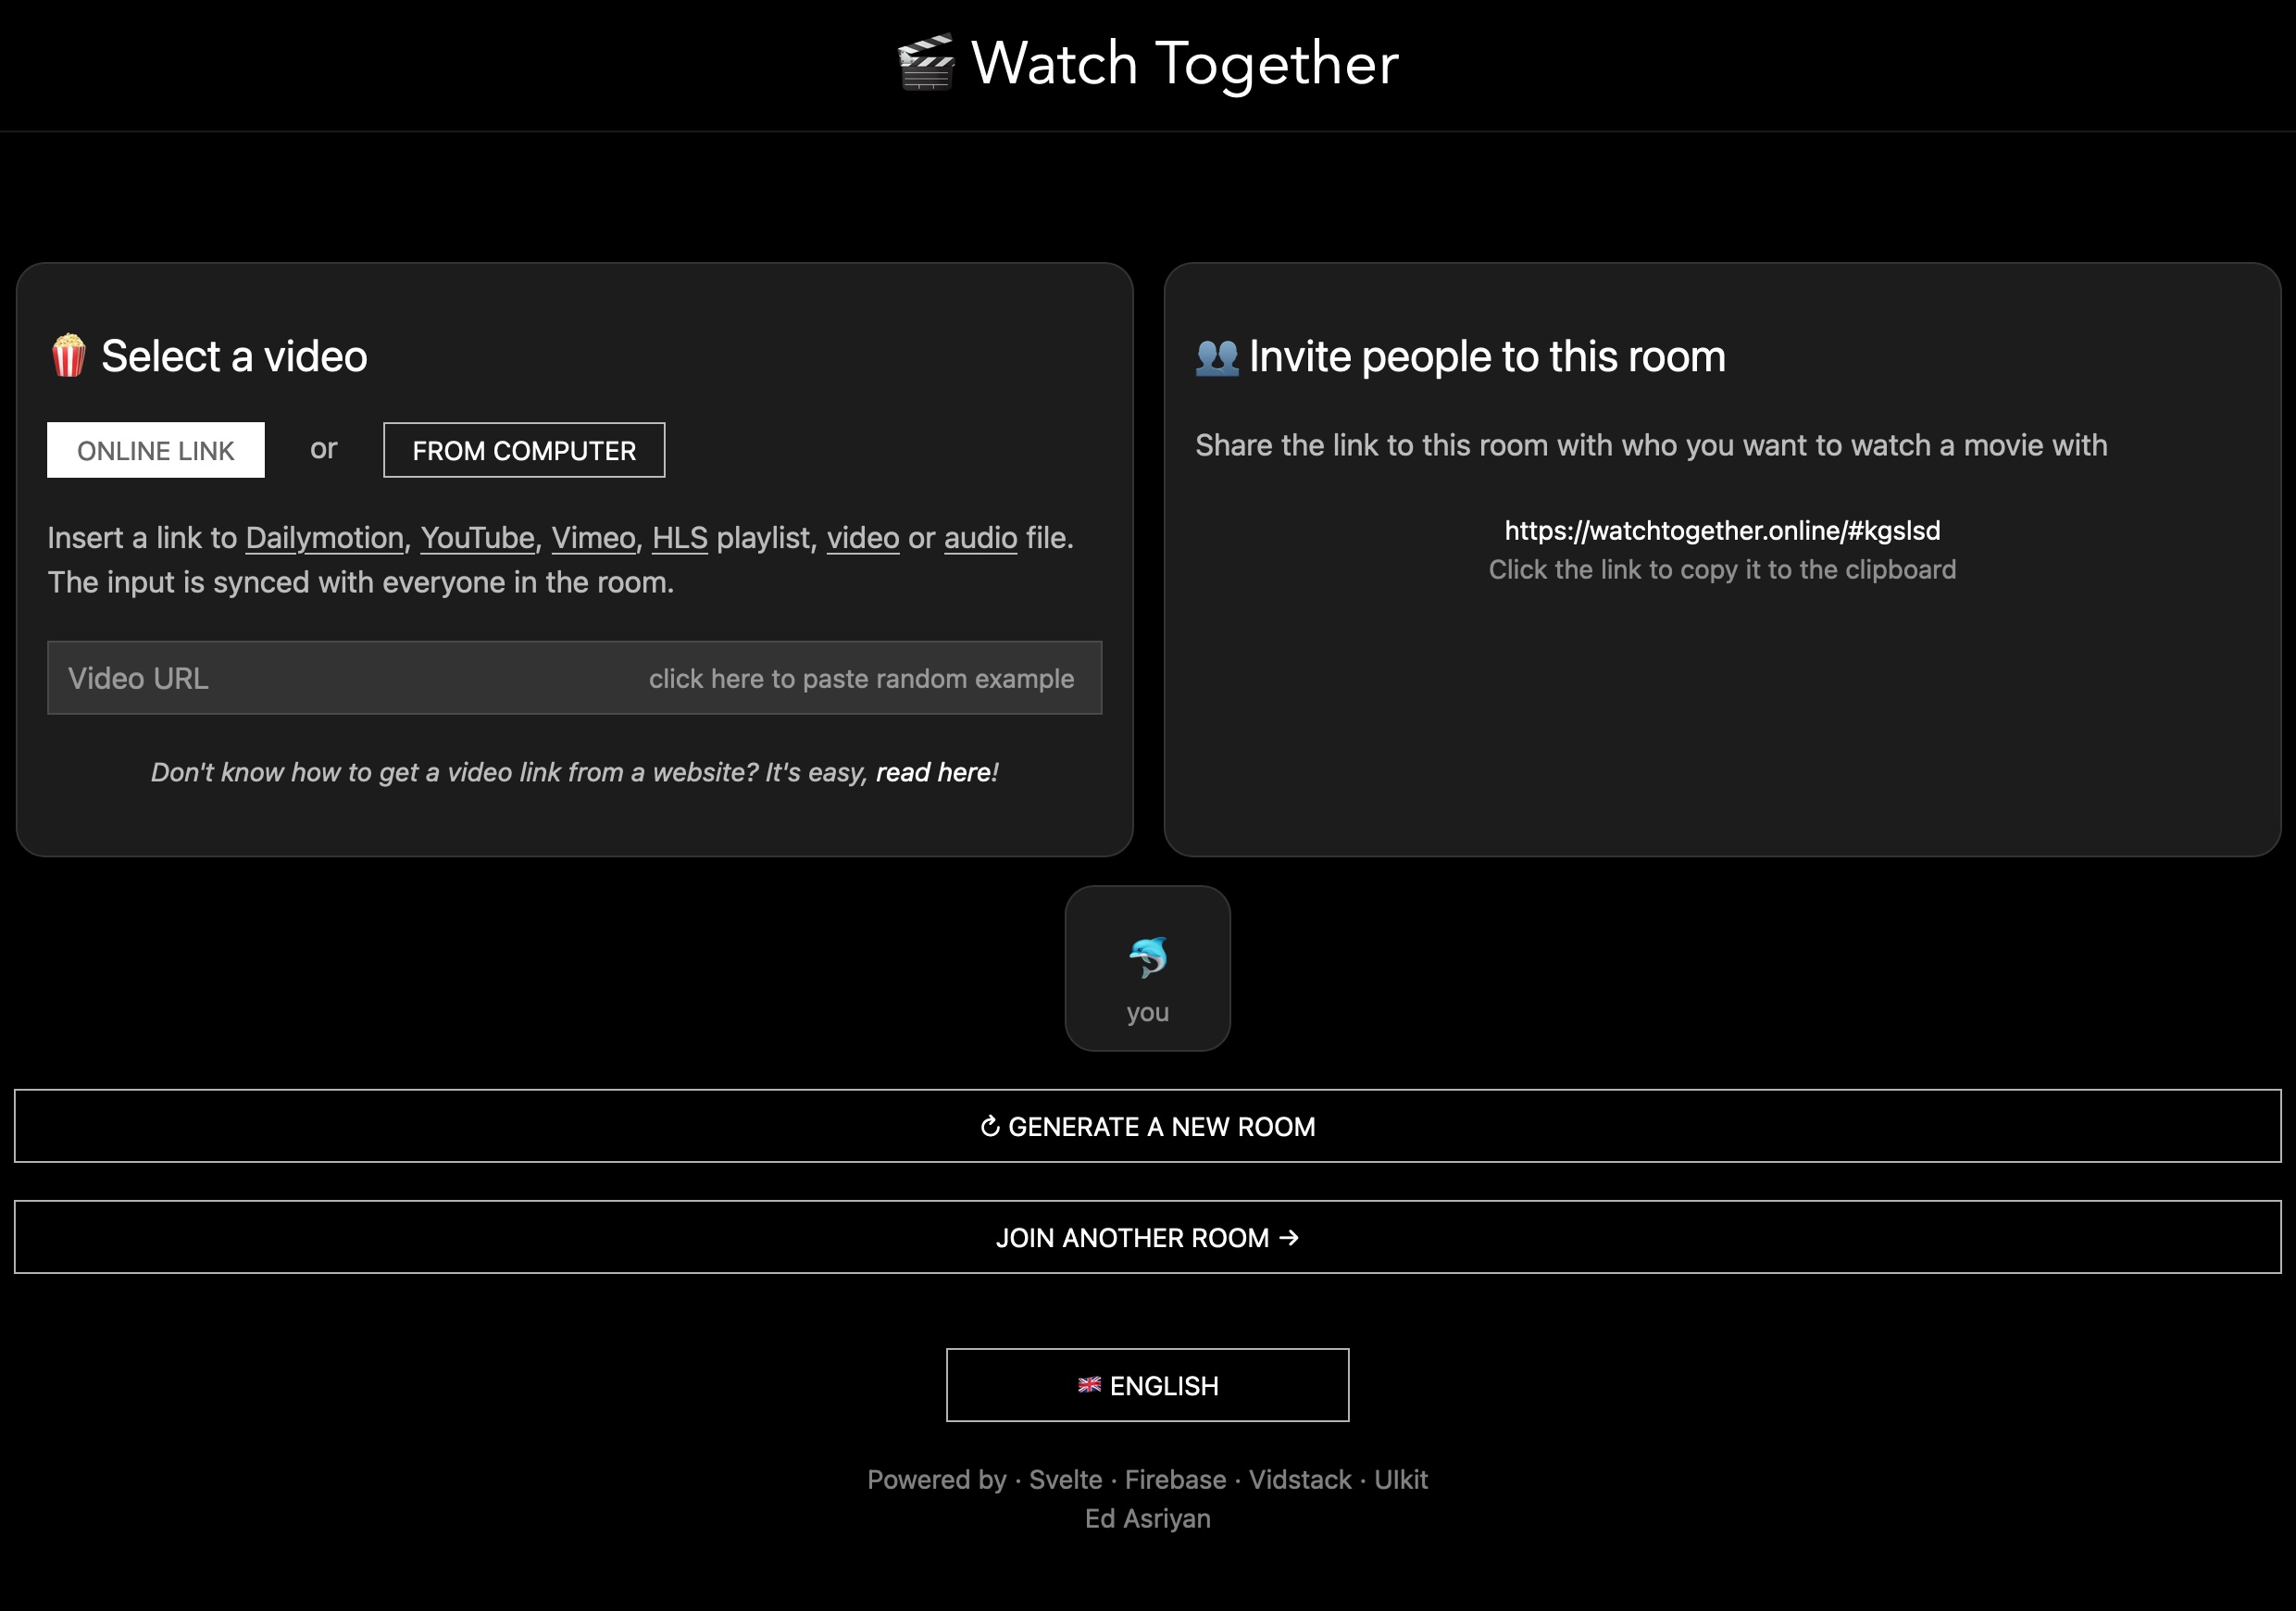 Watch Together
Select a video
ONLINE LINK or FROM COMPUTER
Insert a link to Dailymotion, YouTube, Vimeo, HLS playlist, video or audio file.
The input is synced with everyone in the room.
Video URL click here to paste random example
Don't know how to get a video link from a website? It's easy, read here!
Invite people to this room
Share the link to this room with who you want to watch a movie with
https://watchtogether.online/#kgslsd
Click the link to copy it to the clipboard
you
↻ GENERATE A NEW ROOM
JOIN ANOTHER ROOM →
ENGLISH
Powered by · Svelte · Firebase · Vidstack · UIkit
Ed Asriyan